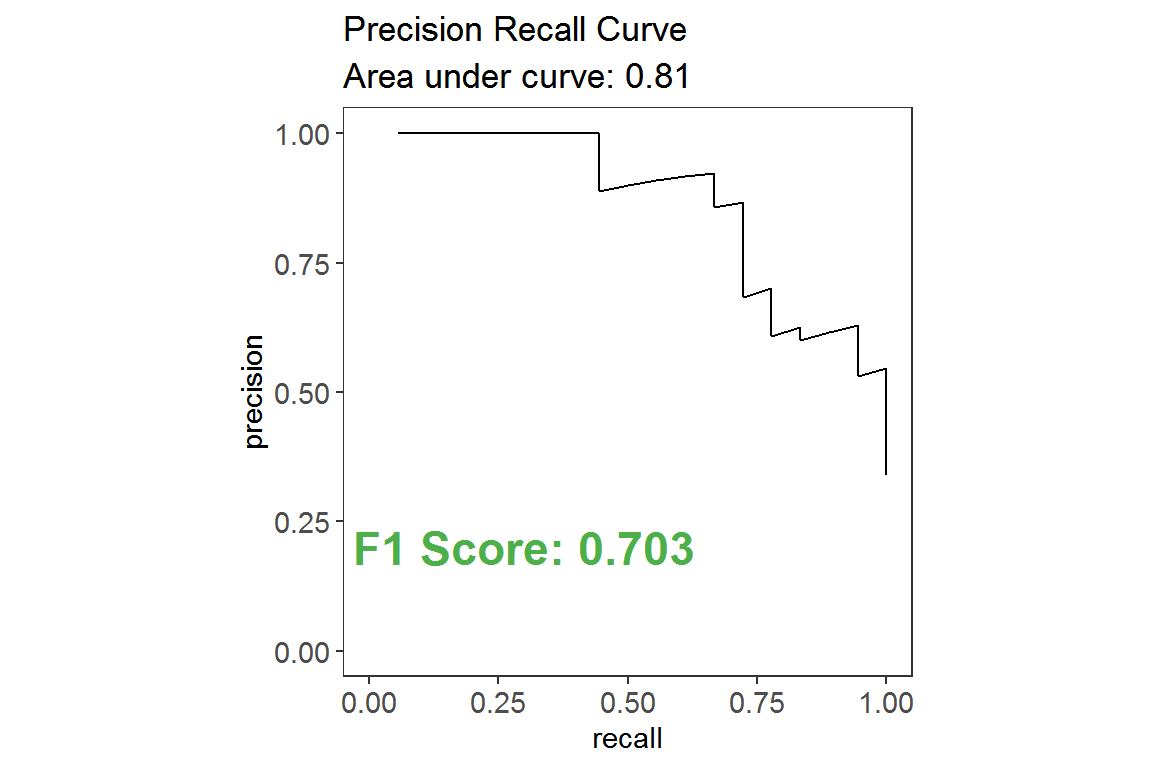 Precision Recall Curve
Area under curve: 0.81
1.00
0.75
0.50
0.25
0.00
precision
F1 Score: 0.703
0.00 0.25 0.50 0.75 1.00
recall